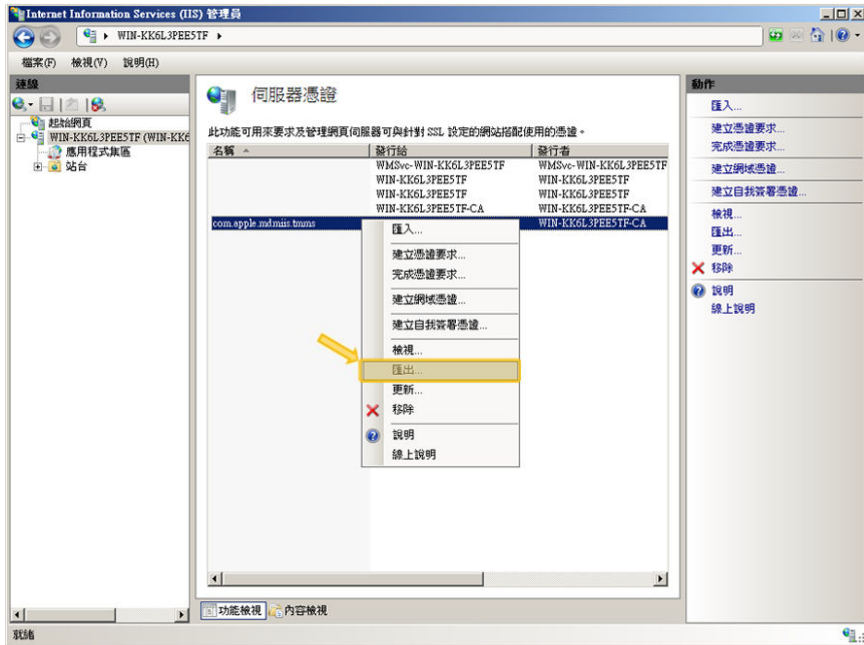 Internet Information Services (IIS) 管理員
WIN-KK6L3PEE5TF
檔案(F) 檢視(V) 說明(H)
連線
起始網頁
WIN-KK6L3PEE5TF (WIN-KK6
應用程式集區
站台
伺服器憑證
此功能可用來要求及管理網頁伺服器可與針對 SSL 設定的網站搭配使用的憑證。
名稱 發行給 發行者
WMSvc-WIN-KK6L3PEE5TF WMSvc-WIN-KK6L3PEE5TF
WIN-KK6L3PEE5TF WIN-KK6L3PEE5TF
WIN-KK6L3PEE5TF WIN-KK6L3PEE5TF
WIN-KK6L3PEE5TF-CA WIN-KK6L3PEE5TF-CA
com.apple.mdmiis.tmms WIN-KK6L3PEE5TF-CA
匯入...
建立憑證要求...
完成憑證要求...
建立網域憑證...
建立自我簽署憑證...
檢視...
匯出...
更新...
移除
說明
線上說明
功能檢視 內容檢視
動作
匯入...
建立憑證要求...
完成憑證要求...
建立網域憑證...
建立自我簽署憑證...
檢視...
匯出...
更新...
移除
說明
線上說明
就緒